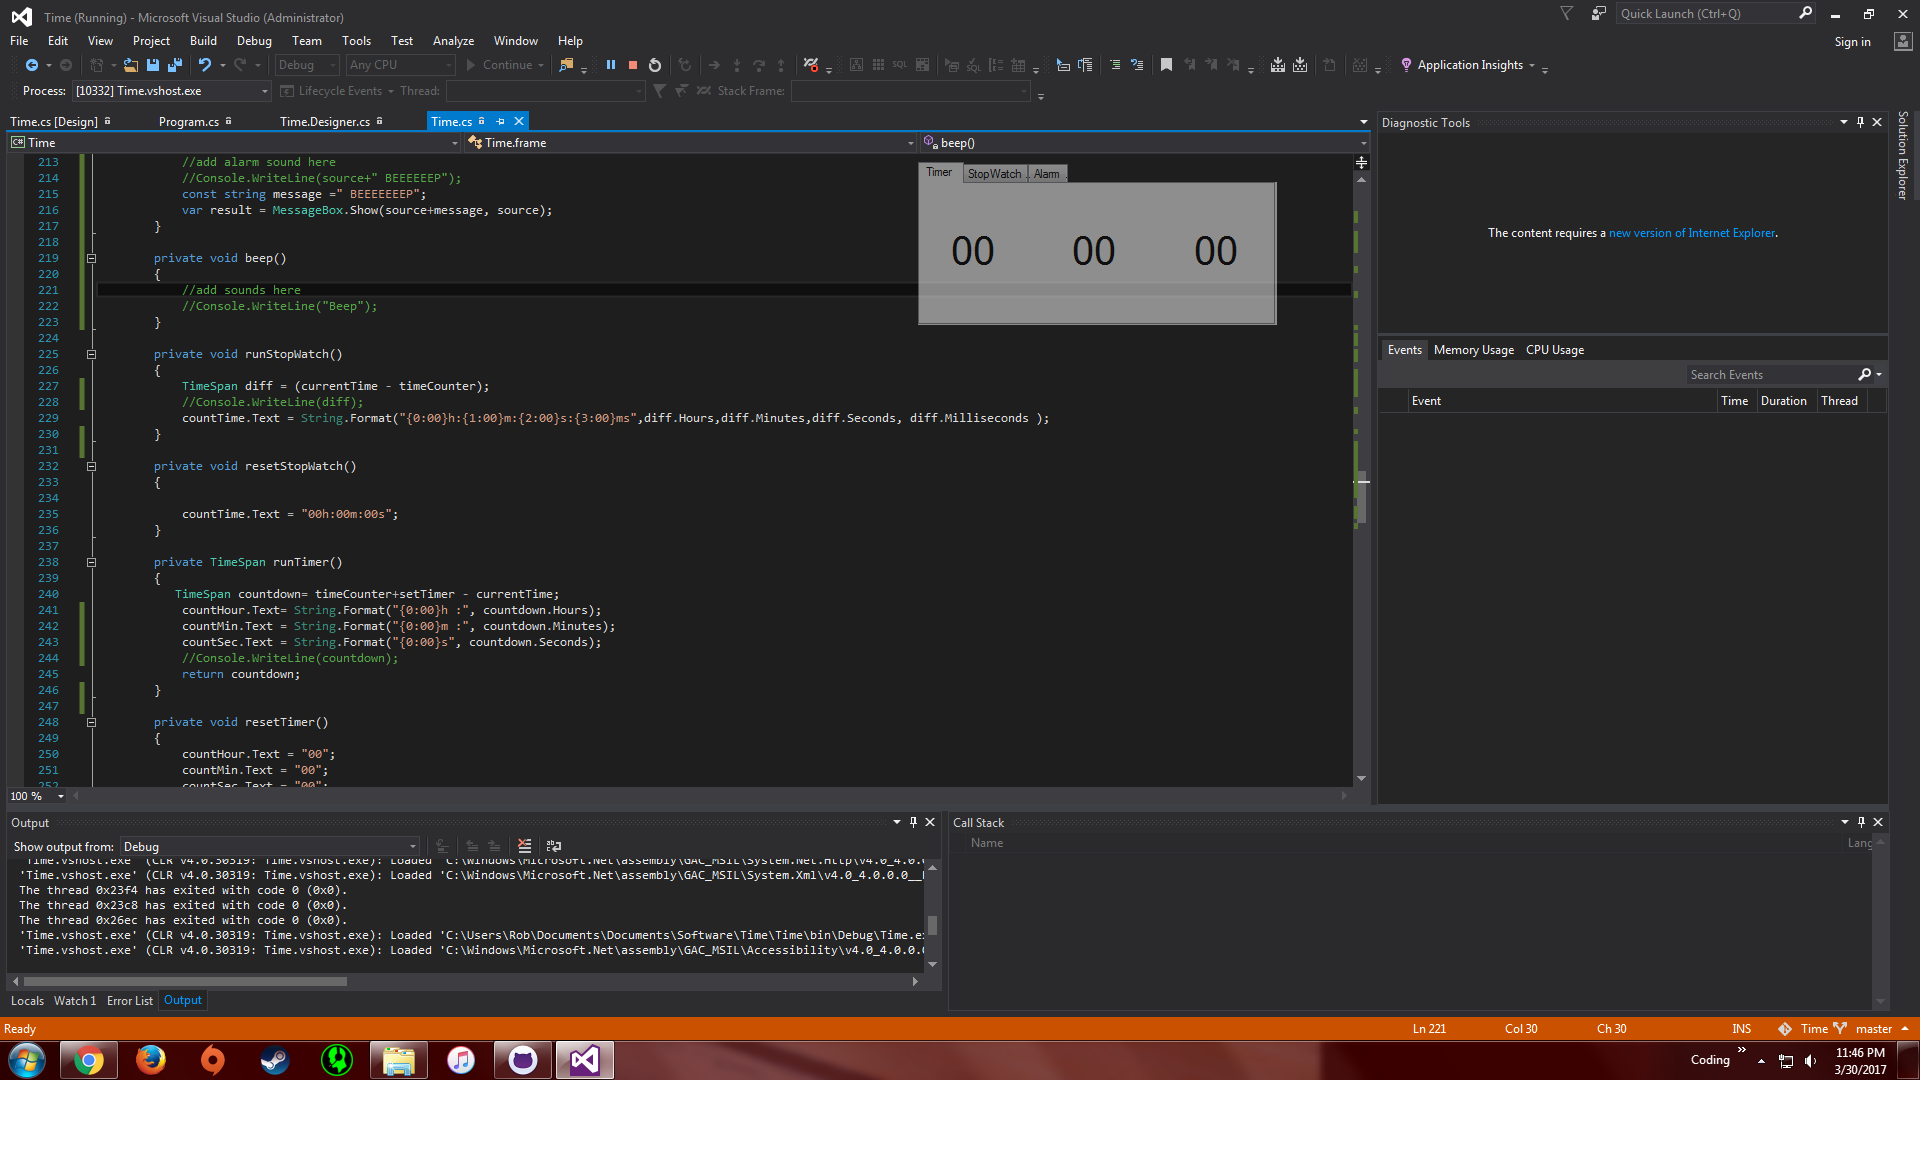 Time (Running) - Microsoft Visual Studio (Administrator)
Quick Launch (Ctrl+Q)
File Edit View Project Build Debug Team Tools Test Analyze Window Help
Sign in
Debug Any CPU Continue Application Insights
Process: [10332] Time.vshost.exe Lifecycle Events Thread: Stack Frame:
Time.cs [Design] Program.cs Time.Designer.cs Time.cs
Diagnostic Tools
Solution Explorer
C# Time Time.frame beep()
213 //add alarm sound here
214 //Console.WriteLine(source+" BEEEEEEP");
215 const string message =" BEEEEEEEP";
216 var result = MessageBox.Show(source+message, source);
217 }
218
219 private void beep()
220 {
221 //add sounds here
222 //Console.WriteLine("Beep");
223 }
224
225 private void runStopWatch()
226 {
227 TimeSpan diff = (currentTime - timeCounter);
228 //Console.WriteLine(diff);
229 countTime.Text = String.Format("{0:00}h:{1:00}m:{2:00}s:{3:00}ms",diff.Hours,diff.Minutes,diff.Seconds, diff.Milliseconds );
230 }
231
232 private void resetStopWatch()
233 {
234
235 countTime.Text = "00h:00m:00s";
236 }
237
238 private TimeSpan runTimer()
239 {
240 TimeSpan countdown= timeCounter+setTimer - currentTime;
241 countHour.Text= String.Format("{0:00}h :", countdown.Hours);
242 countMin.Text = String.Format("{0:00}m :", countdown.Minutes);
243 countSec.Text = String.Format("{0:00}s", countdown.Seconds);
244 //Console.WriteLine(countdown);
245 return countdown;
246 }
247
248 private void resetTimer()
249 {
250 countHour.Text = "00";
251 countMin.Text = "00";
252 countSec.Text = "00";
Timer StopWatch Alarm
00 00 00
The content requires a new version of Internet Explorer.
Events Memory Usage CPU Usage
Search Events
Event Time Duration Thread
100 %
Output
Show output from: Debug
'Time.vshost.exe' (CLR v4.0.30319: Time.vshost.exe): Loaded 'C:\Windows\Microsoft.Net\assembly\GAC_MSIL\System.Net.Http\v4.0_4.0.
'Time.vshost.exe' (CLR v4.0.30319: Time.vshost.exe): Loaded 'C:\Windows\Microsoft.Net\assembly\GAC_MSIL\System.Xml\v4.0_4.0.0.0__
The thread 0x23f4 has exited with code 0 (0x0).
The thread 0x23c8 has exited with code 0 (0x0).
The thread 0x26ec has exited with code 0 (0x0).
'Time.vshost.exe' (CLR v4.0.30319: Time.vshost.exe): Loaded 'C:\Users\Rob\Documents\Documents\Software\Time\Time\bin\Debug\Time.e
'Time.vshost.exe' (CLR v4.0.30319: Time.vshost.exe): Loaded 'C:\Windows\Microsoft.Net\assembly\GAC_MSIL\Accessibility\v4.0_4.0.0.
Locals Watch 1 Error List Output
Call Stack
Name Lang
Ready Ln 221 Col 30 Ch 30 INS Time master
Coding
11:46 PM
3/30/2017